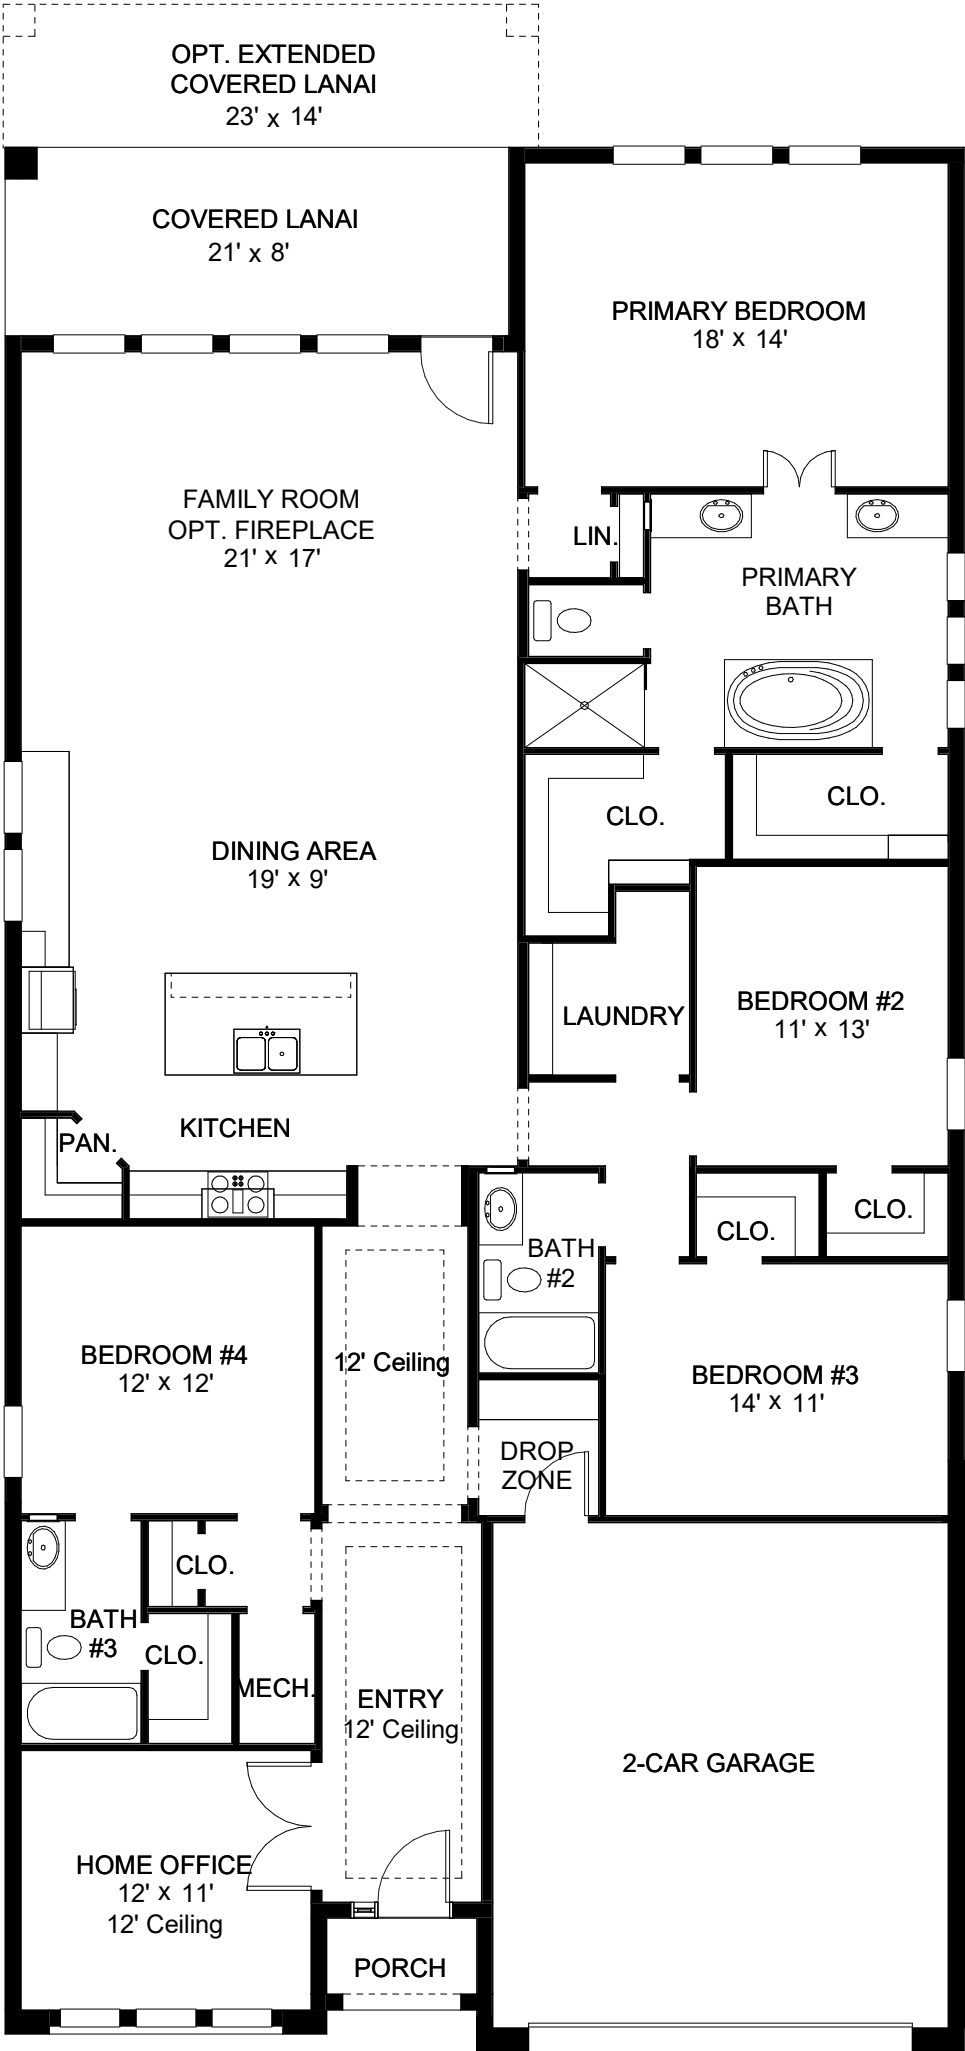 OPT. EXTENDED
COVERED LANAI
23' x 14'
COVERED LANAI
21' x 8'
PRIMARY BEDROOM
18' x 14'
FAMILY ROOM
OPT. FIREPLACE
21' x 17'
LIN.
PRIMARY
BATH
CLO.
CLO.
DINING AREA
19' x 9'
LAUNDRY
BEDROOM #2
11' x 13'
KITCHEN
PAN.
CLO.
CLO.
BATH
#2
BEDROOM #4
12' x 12'
12' Ceiling
BEDROOM #3
14' x 11'
DROP
ZONE
CLO.
BATH
#3
CLO.
MECH.
ENTRY
12' Ceiling
2-CAR GARAGE
HOME OFFICE
12' x 11'
12' Ceiling
PORCH